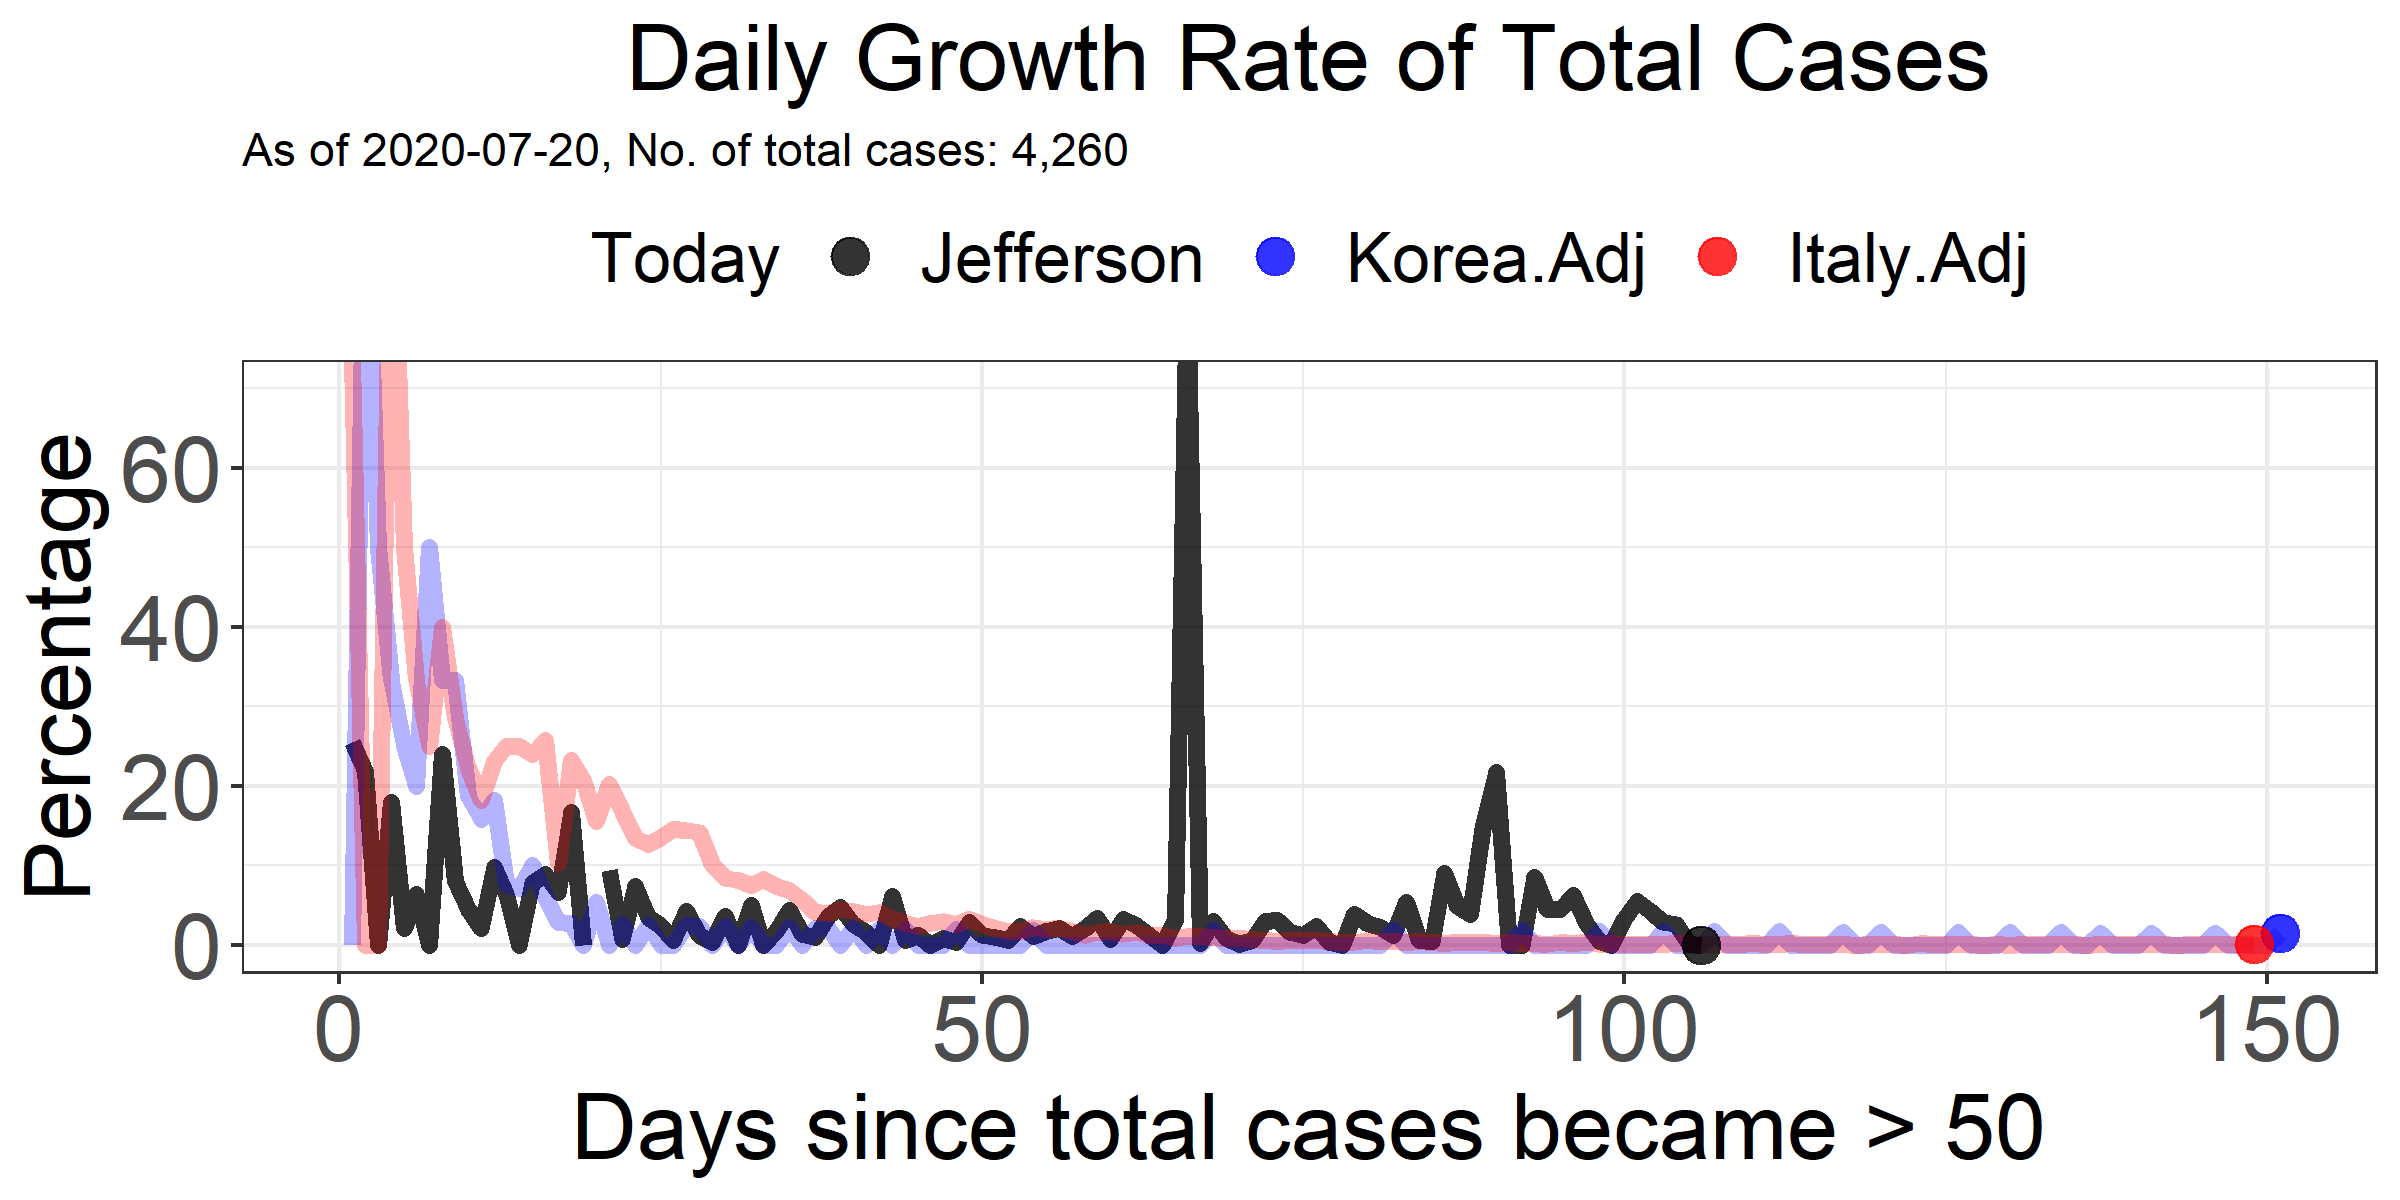 Daily Growth Rate of Total Cases
As of 2020-07-20, No. of total cases: 4,260
Today Jefferson Korea.Adj Italy.Adj
Percentage
60
40
20
0
0 50 100 150
Days since total cases became > 50